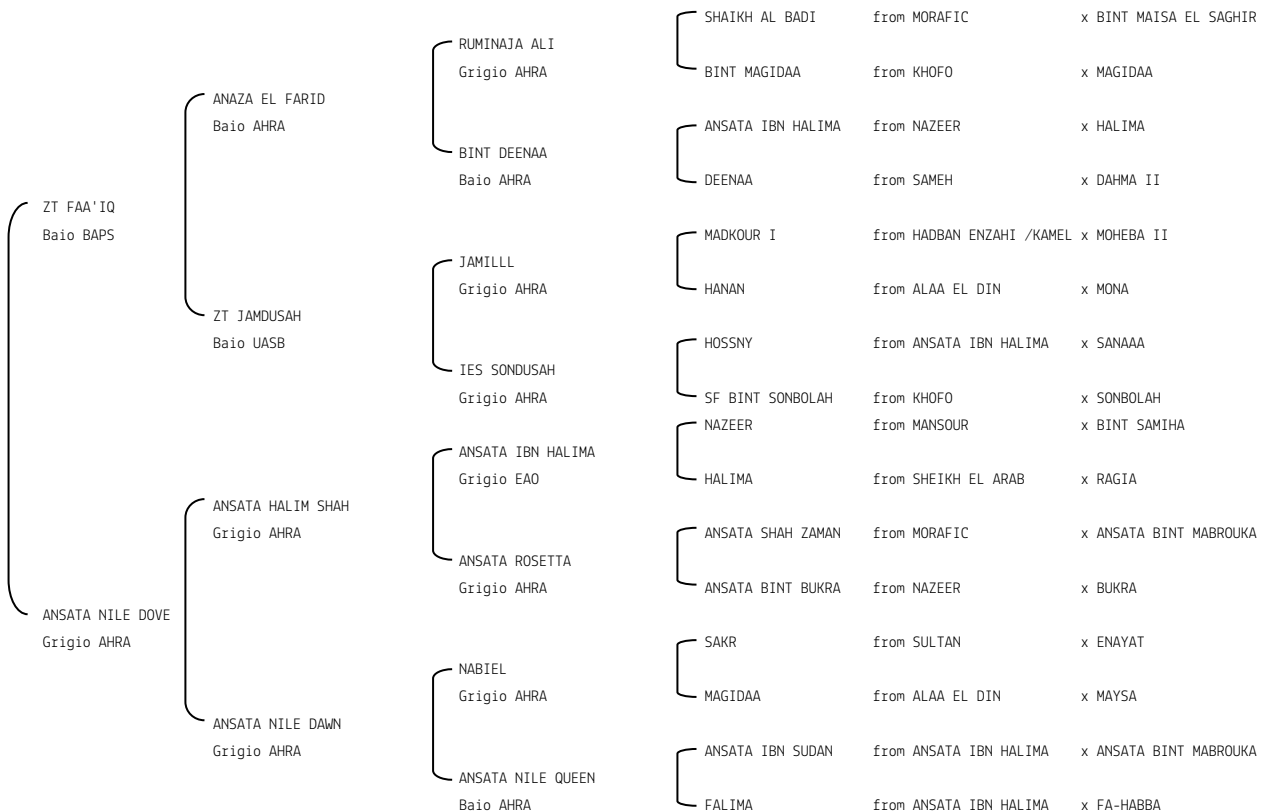 SHAIKH AL BADI from MORAFIC x BINT MAISA EL SAGHIR
RUMINAJA ALI
Grigio AHRA BINT MAGIDAA from KHOFO x MAGIDAA
ANAZA EL FARID
Baio AHRA ANSATA IBN HALIMA from NAZEER x HALIMA
BINT DEENAA
Baio AHRA DEENAA from SAMEH x DAHMA II
ZT FAA'IQ
Baio BAPS MADKOUR I from HADBAN ENZAHI /KAMEL x MOHEBA II
JAMILLL
Grigio AHRA HANAN from ALAA EL DIN x MONA
ZT JAMDUSAH
Baio UASB HOSSNY from ANSATA IBN HALIMA x SANAAA
IES SONDUSAH
Grigio AHRA SF BINT SONBOLAH from KHOFO x SONBOLAH
NAZEER from MANSOUR x BINT SAMIHA
ANSATA IBN HALIMA
Grigio EAO HALIMA from SHEIKH EL ARAB x RAGIA
ANSATA HALIM SHAH
Grigio AHRA ANSATA SHAH ZAMAN from MORAFIC x ANSATA BINT MABROUKA
ANSATA ROSETTA
Grigio AHRA ANSATA BINT BUKRA from NAZEER x BUKRA
ANSATA NILE DOVE
Grigio AHRA SAKR from SULTAN x ENAYAT
NABIEL
Grigio AHRA MAGIDAA from ALAA EL DIN x MAYSA
ANSATA NILE DAWN
Grigio AHRA ANSATA IBN SUDAN from ANSATA IBN HALIMA x ANSATA BINT MABROUKA
ANSATA NILE QUEEN
Baio AHRA FALIMA from ANSATA IBN HALIMA x FA-HABBA